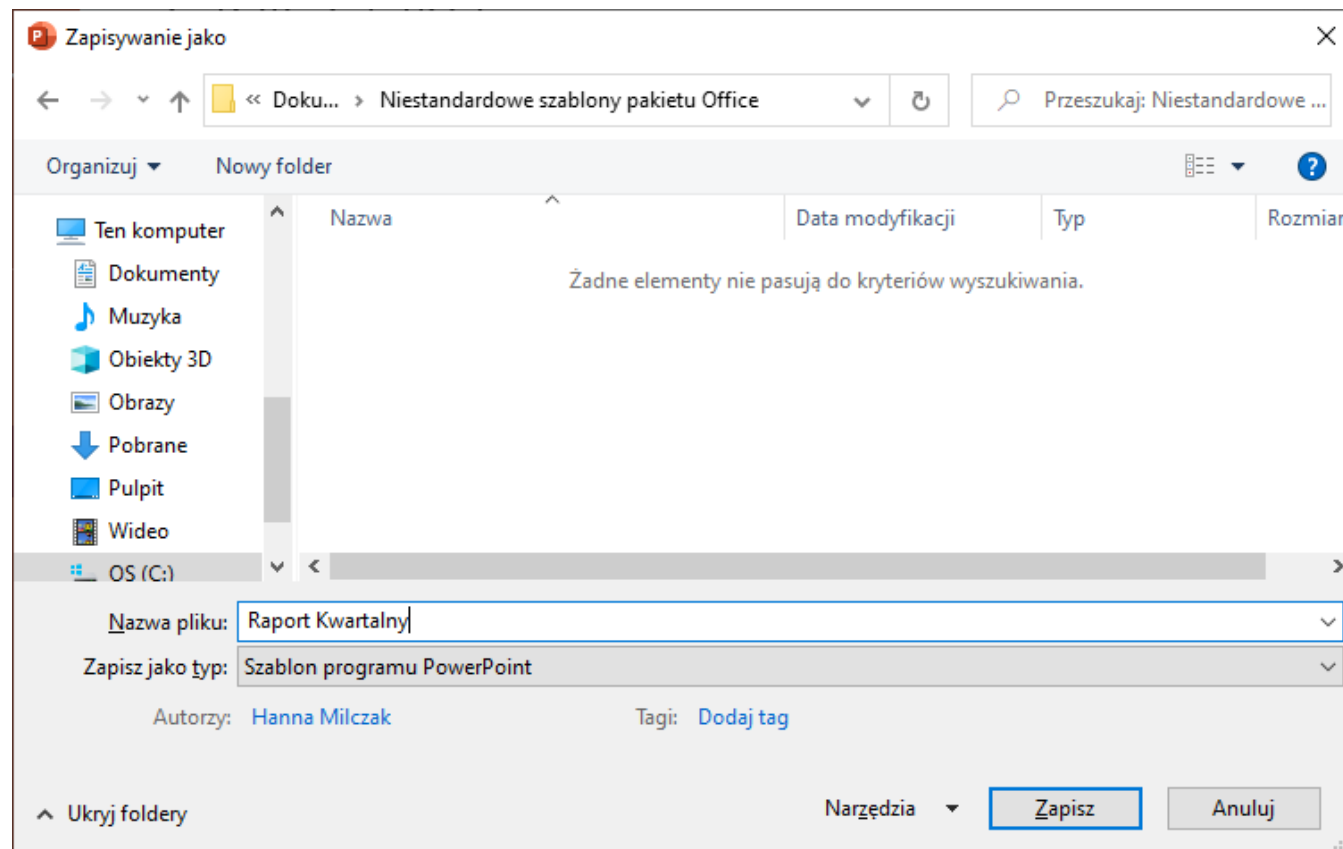 Zapisywanie jako
« Doku... > Niestandardowe szablony pakietu Office
Przeszukaj: Niestandardowe ...
Organizuj
Nowy folder
Ten komputer
Dokumenty
Muzyka
Obiekty 3D
Obrazy
Pobrane
Pulpit
Wideo
OS (C:)
Nazwa
Data modyfikacji
Typ
Rozmiar
Żadne elementy nie pasują do kryteriów wyszukiwania.
Nazwa pliku: Raport Kwartalny
Zapisz jako typ: Szablon programu PowerPoint
Autorzy: Hanna Milczak
Tagi: Dodaj tag
Ukryj foldery
Narzędzia
Zapisz
Anuluj